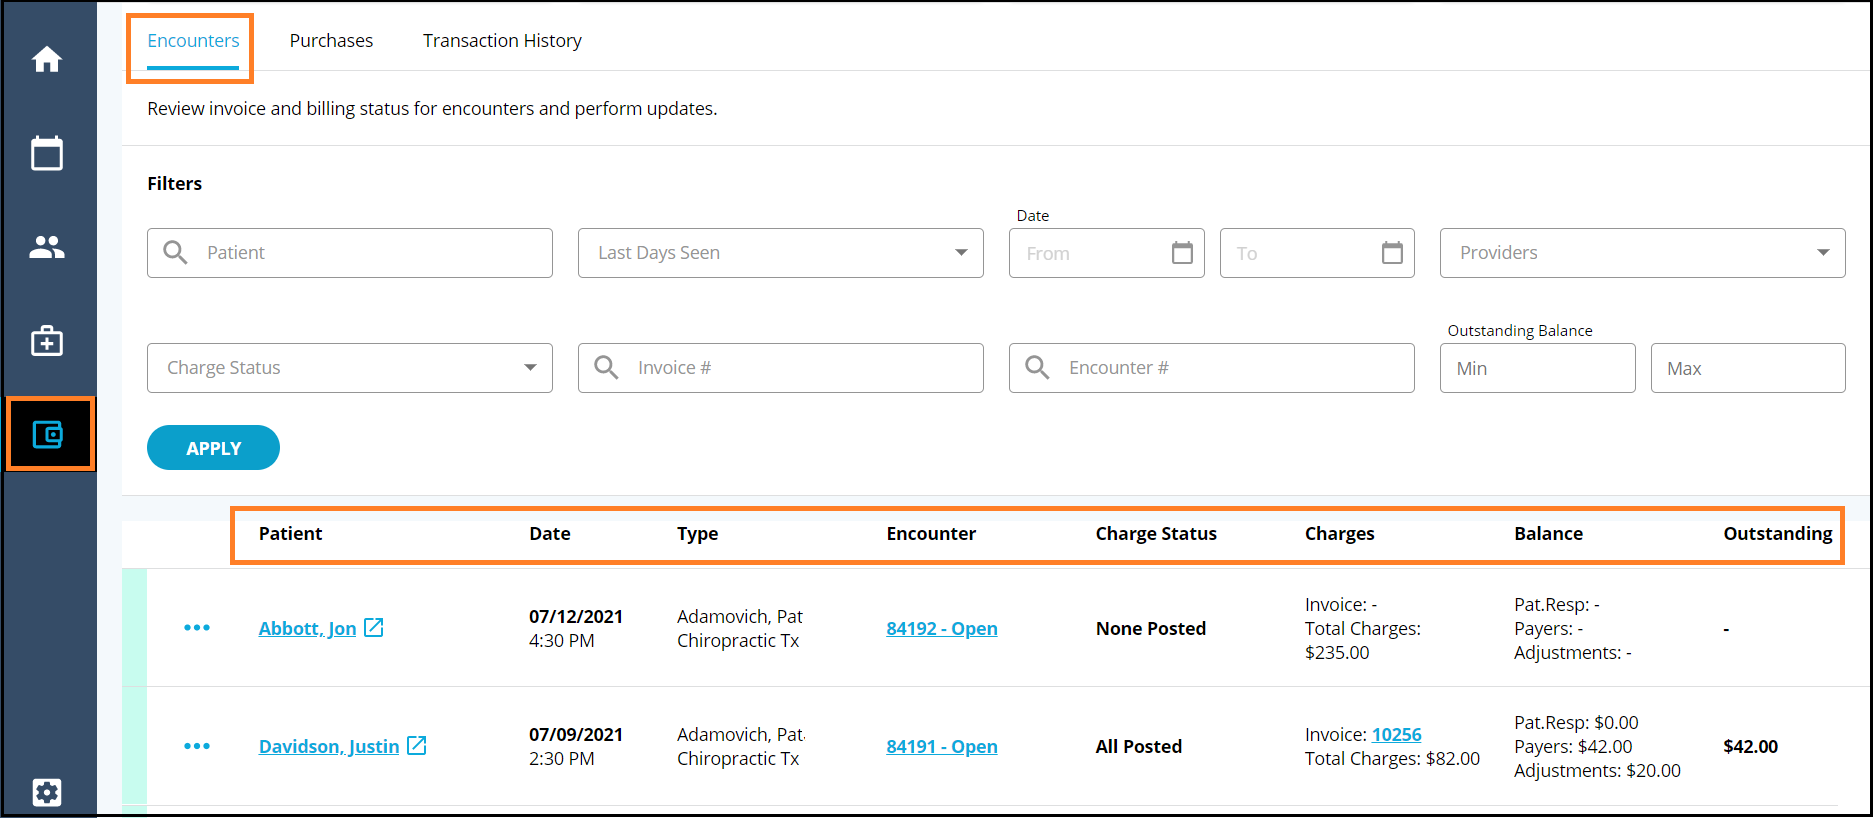 Encounters Purchases Transaction History
Review invoice and billing status for encounters and perform updates.
Filters
Date
Patient Last Days Seen From To Providers
Outstanding Balance
Charge Status Invoice # Encounter # Min Max
APPLY
Patient Date Type Encounter Charge Status Charges Balance Outstanding
Abbott, Jon
07/12/2021
4:30 PM
Adamovich, Pat
Chiropractic Tx
84192 - Open
None Posted
Invoice: -
Total Charges:
$235.00
Pat.Resp: -
Payers: -
Adjustments: -
-
Davidson, Justin
07/09/2021
2:30 PM
Adamovich, Pat
Chiropractic Tx
84191 - Open
All Posted
Invoice: 10256
Total Charges: $82.00
Pat.Resp: $0.00
Payers: $42.00
Adjustments: $20.00
$42.00